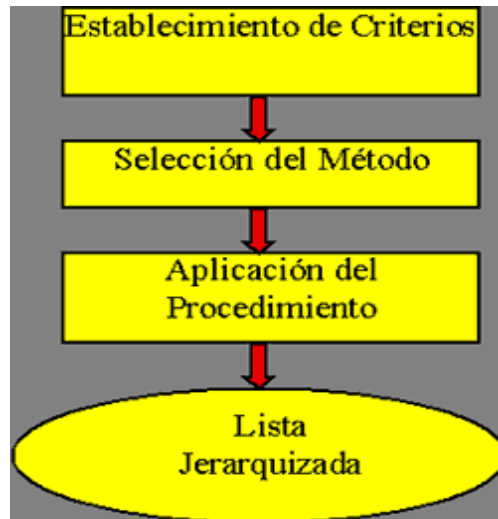 Establecimiento de Criterios
Selección del Método
Aplicación del
Procedimiento
Lista
Jerarquizada